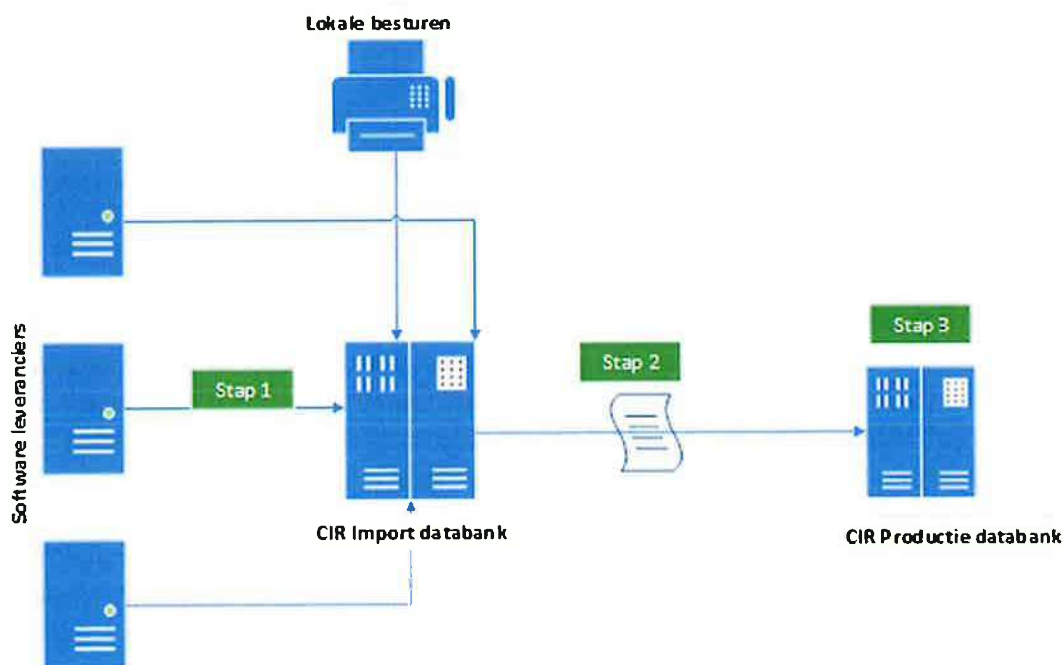 Lokale besturen
Stap 3
Stap 2
Stap 1
Software leveranciers
CIR Import databank
CIR Productie databank